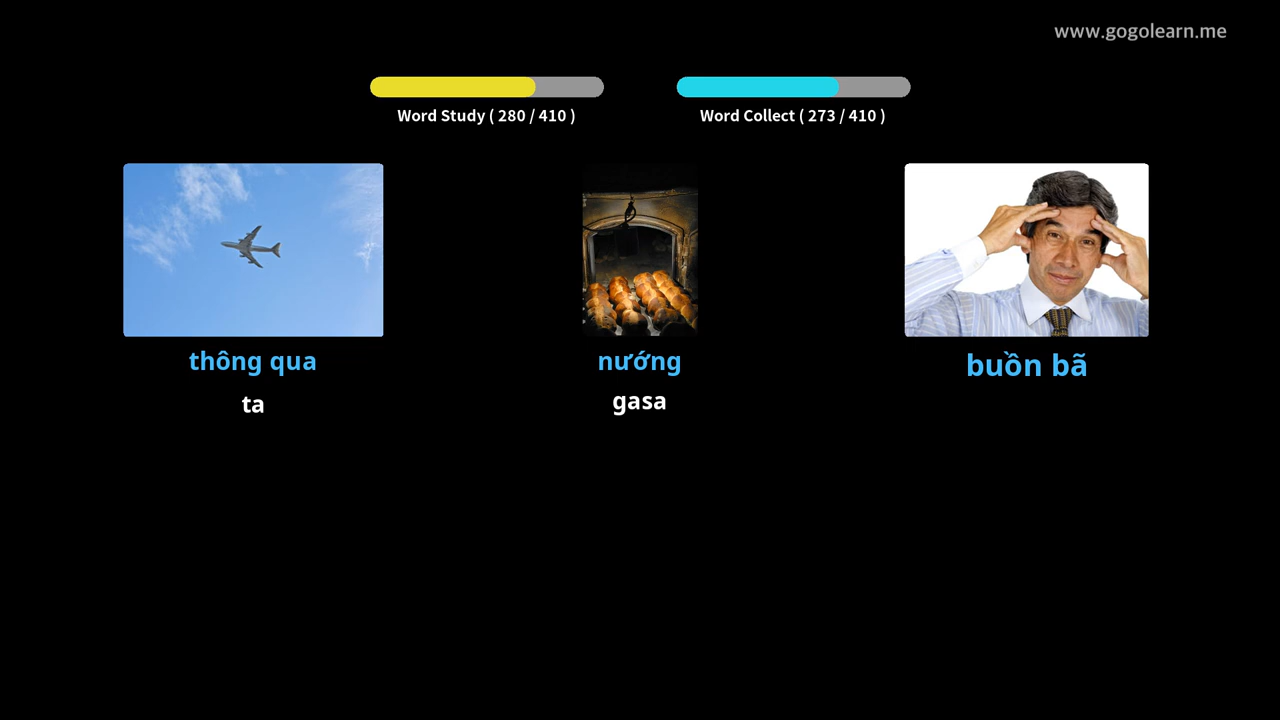 www.gogolearn.me
Word Study ( 280 / 410 )
Word Collect ( 273 / 410 )
thông qua
ta
nướng
gasa
buồn bã